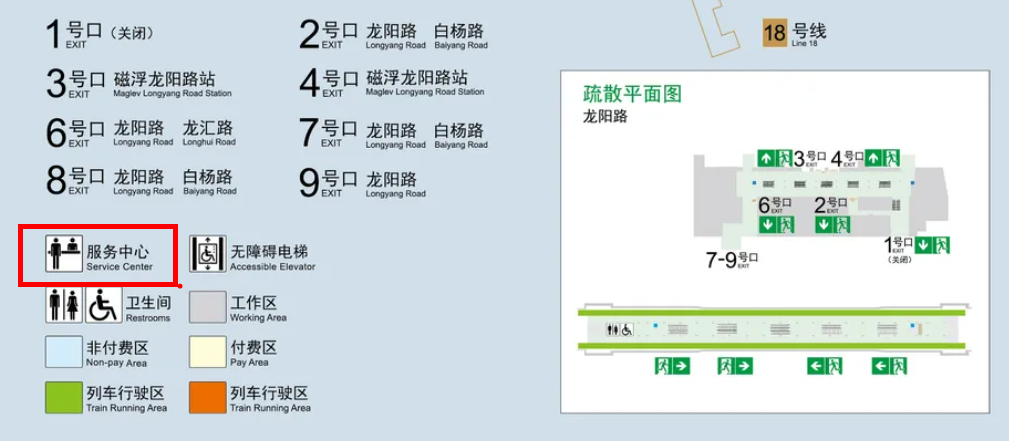 1 号口 (关闭)
EXIT
2 号口 龙阳路 白杨路
EXIT Longyang Road Baiyang Road
3 号口 磁浮龙阳路站
EXIT Maglev Longyang Road Station
4 号口 磁浮龙阳路站
EXIT Maglev Longyang Road Station
6 号口 龙阳路 龙汇路
EXIT Longyang Road Longhui Road
7 号口 龙阳路 白杨路
EXIT Longyang Road Baiyang Road
8 号口 龙阳路 白杨路
EXIT Longyang Road Baiyang Road
9 号口 龙阳路
EXIT Longyang Road
服务中心
Service Center
无障碍电梯
Accessible Elevator
卫生间
Restrooms
工作区
Working Area
非付费区
Non-pay Area
付费区
Pay Area
列车行驶区
Train Running Area
列车行驶区
Train Running Area
18 号线
Line 18
疏散平面图
龙阳路
3 号口
EXIT
4 号口
EXIT
6 号口
EXIT
2 号口
EXIT
7-9 号口
EXIT
1 号口
EXIT
(关闭)